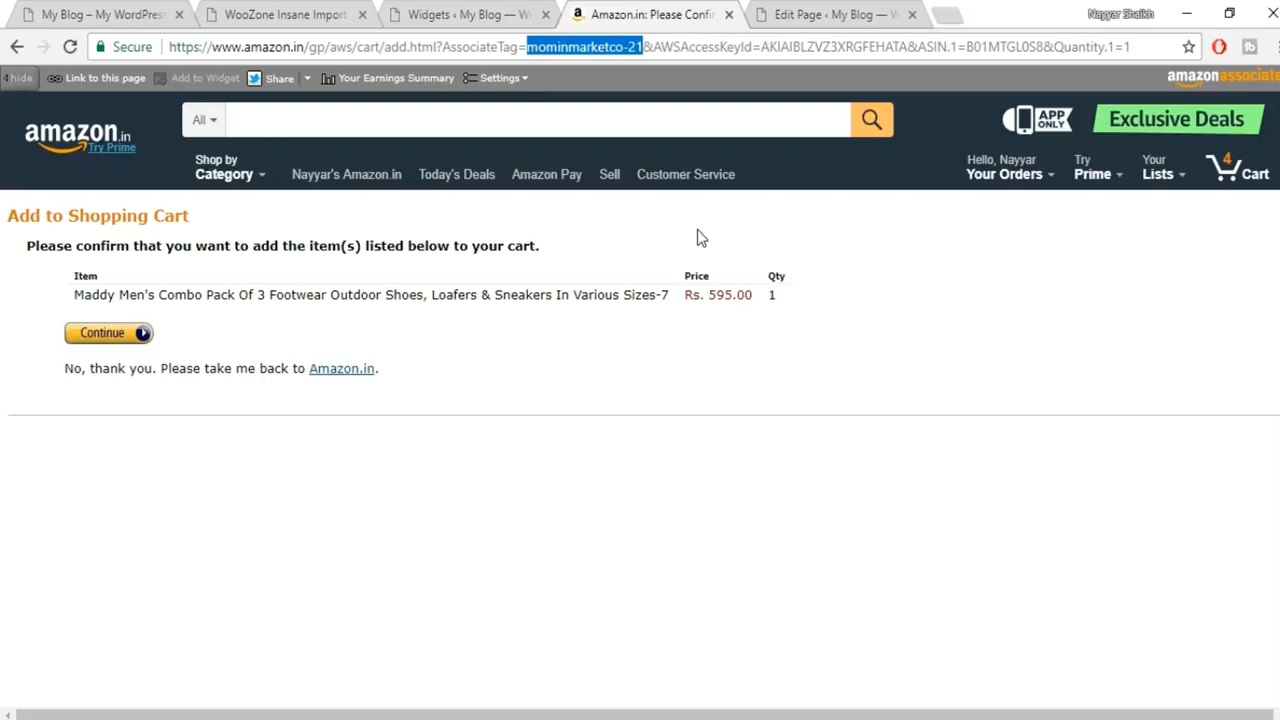 My Blog – My WordPress
WooZone Insane Import
Widgets ‹ My Blog — W
Amazon.in: Please Confi
Edit Page ‹ My Blog — W
Nayyar Shaikh
Secure
https://www.amazon.in/gp/aws/cart/add.html?AssociateTag=mominmarketco-21&AWSAccessKeyId=AKIAIBLZVZ3XRGFEHATA&ASIN.1=B01MTGL0S8&Quantity.1=1
hide
Link to this page
Add to Widget
Share
Your Earnings Summary
Settings
amazonassociate
amazon.in
Try Prime
All
APP ONLY
Exclusive Deals
Shop by
Category
Nayyar's Amazon.in
Today's Deals
Amazon Pay
Sell
Customer Service
Hello, Nayyar
Your Orders
Try
Prime
Your
Lists
4
Cart
Add to Shopping Cart
Please confirm that you want to add the item(s) listed below to your cart.
Item Price Qty
Maddy Men's Combo Pack Of 3 Footwear Outdoor Shoes, Loafers & Sneakers In Various Sizes-7 Rs. 595.00 1
Continue
No, thank you. Please take me back to Amazon.in.